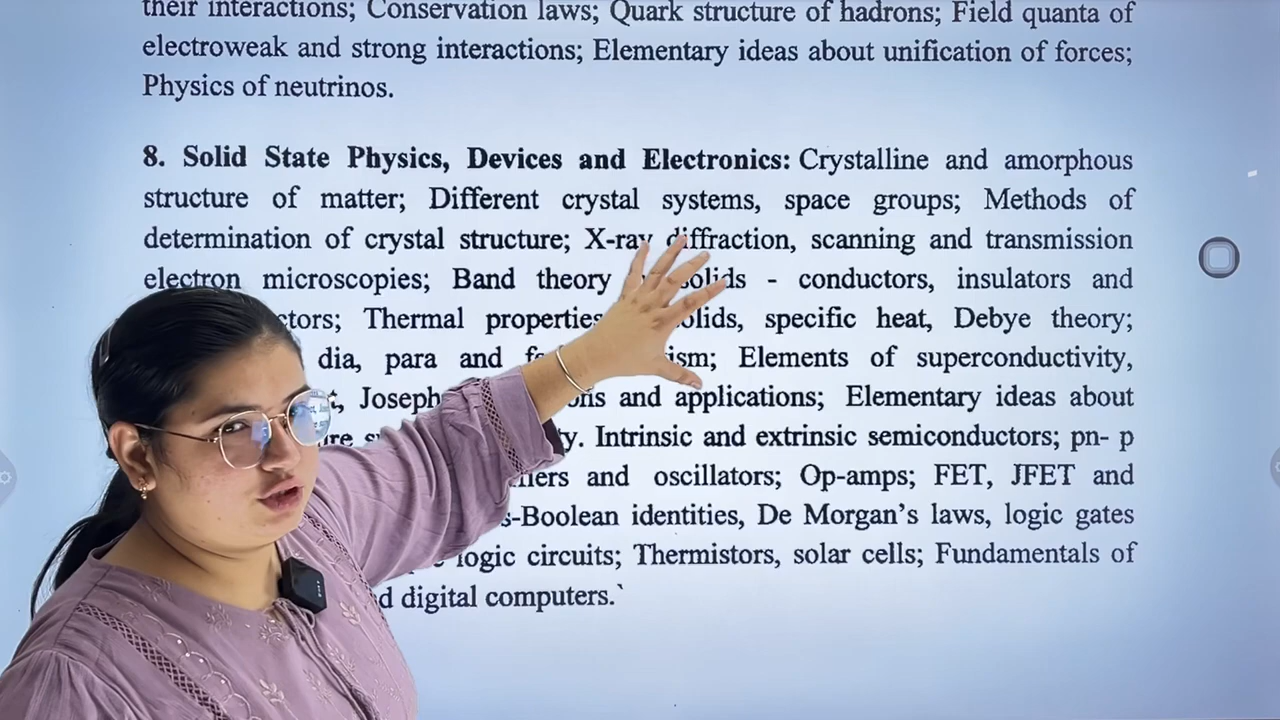 their interactions; Conservation laws; Quark structure of hadrons; Field quanta of
electroweak and strong interactions; Elementary ideas about unification of forces;
Physics of neutrinos.
8. Solid State Physics, Devices and Electronics: Crystalline and amorphous
structure of matter; Different crystal systems, space groups; Methods of
determination of crystal structure; X-ray diffraction, scanning and transmission
electron microscopies; Band theory solids - conductors, insulators and
ctors; Thermal properties olids, specific heat, Debye theory;
dia, para and ism; Elements of superconductivity,
Joseph ons and applications; Elementary ideas about
y. Intrinsic and extrinsic semiconductors; pn- p
iers and oscillators; Op-amps; FET, JFET and
s-Boolean identities, De Morgan's laws, logic gates
logic circuits; Thermistors, solar cells; Fundamentals of
d digital computers.`